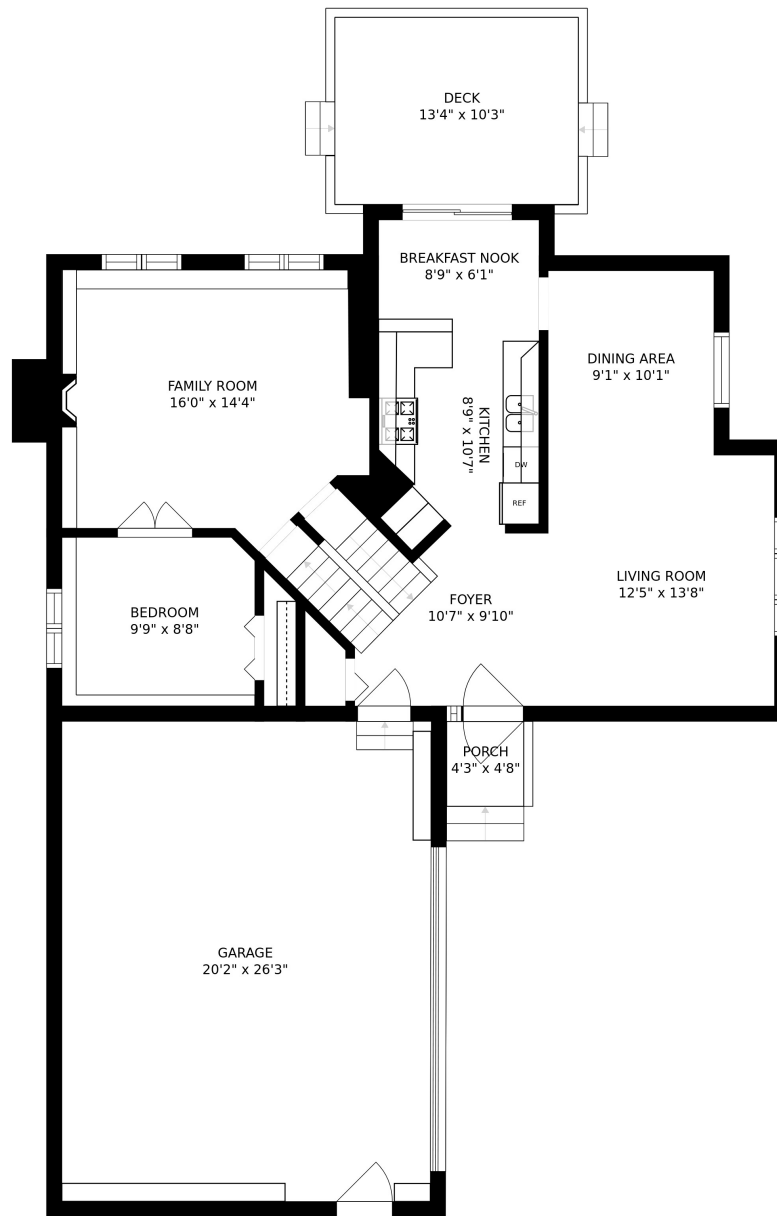 DECK
13'4" x 10'3"
BREAKFAST NOOK
8'9" x 6'1"
DINING AREA
9'1" x 10'1"
FAMILY ROOM
16'0" x 14'4"
KITCHEN
8'9" x 10'7"
DW
REF
LIVING ROOM
12'5" x 13'8"
FOYER
10'7" x 9'10"
BEDROOM
9'9" x 8'8"
PORCH
4'3" x 4'8"
GARAGE
20'2" x 26'3"